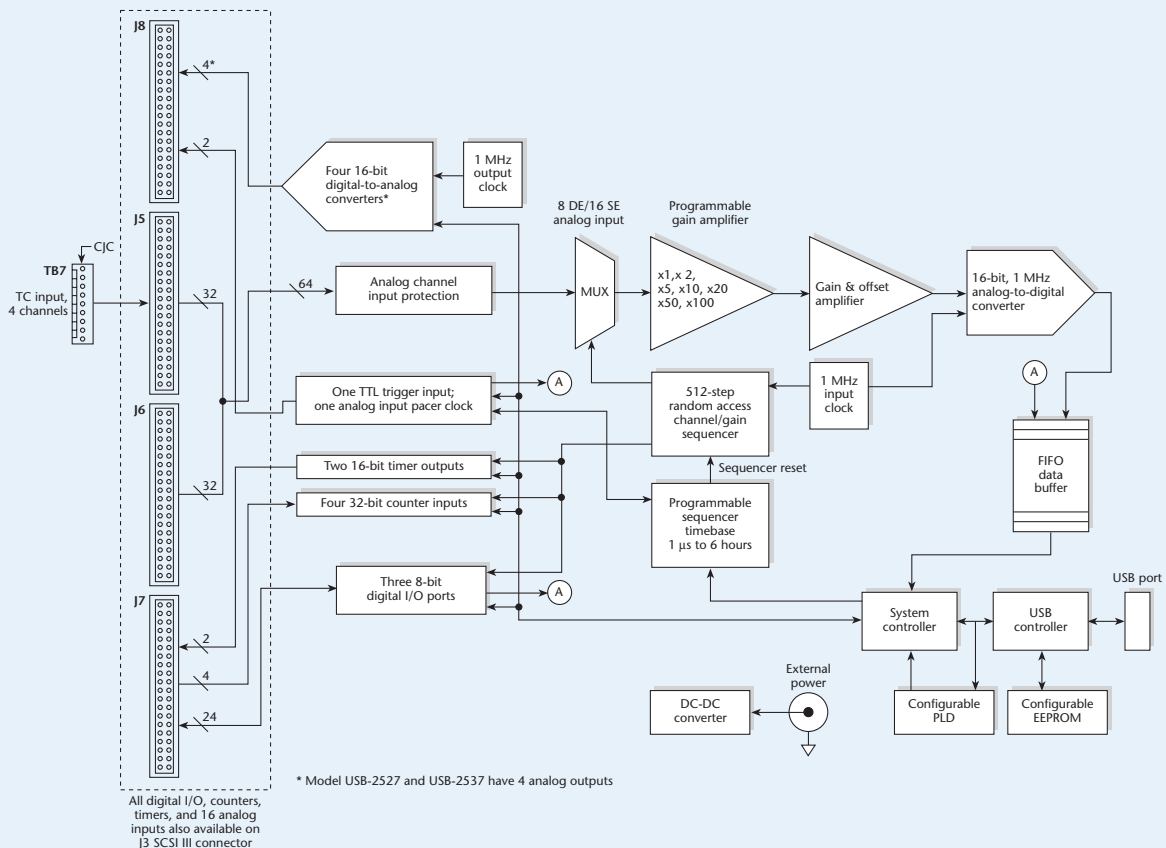 J8
4*
2
Four 16-bit
digital-to-analog
converters*
1 MHz
output
clock
J5
CJC
TB7
TC input,
4 channels
32
64
Analog channel
input protection
8 DE/16 SE
analog input
MUX
Programmable
gain amplifier
x1,x 2,
x5, x10, x20
x50, x100
Gain & offset
amplifier
16-bit, 1 MHz
analog-to-digital
converter
One TTL trigger input;
one analog input pacer clock
A
512-step
random access
channel/gain
sequencer
1 MHz
input
clock
A
FIFO
data
buffer
J6
32
Two 16-bit timer outputs
Four 32-bit counter inputs
Sequencer reset
Programmable
sequencer
timebase
1 µs to 6 hours
J7
Three 8-bit
digital I/O ports
A
2
4
24
System
controller
USB
controller
USB port
Configurable
PLD
Configurable
EEPROM
DC-DC
converter
External
power
* Model USB-2527 and USB-2537 have 4 analog outputs
All digital I/O, counters,
timers, and 16 analog
inputs also available on
J3 SCSI III connector